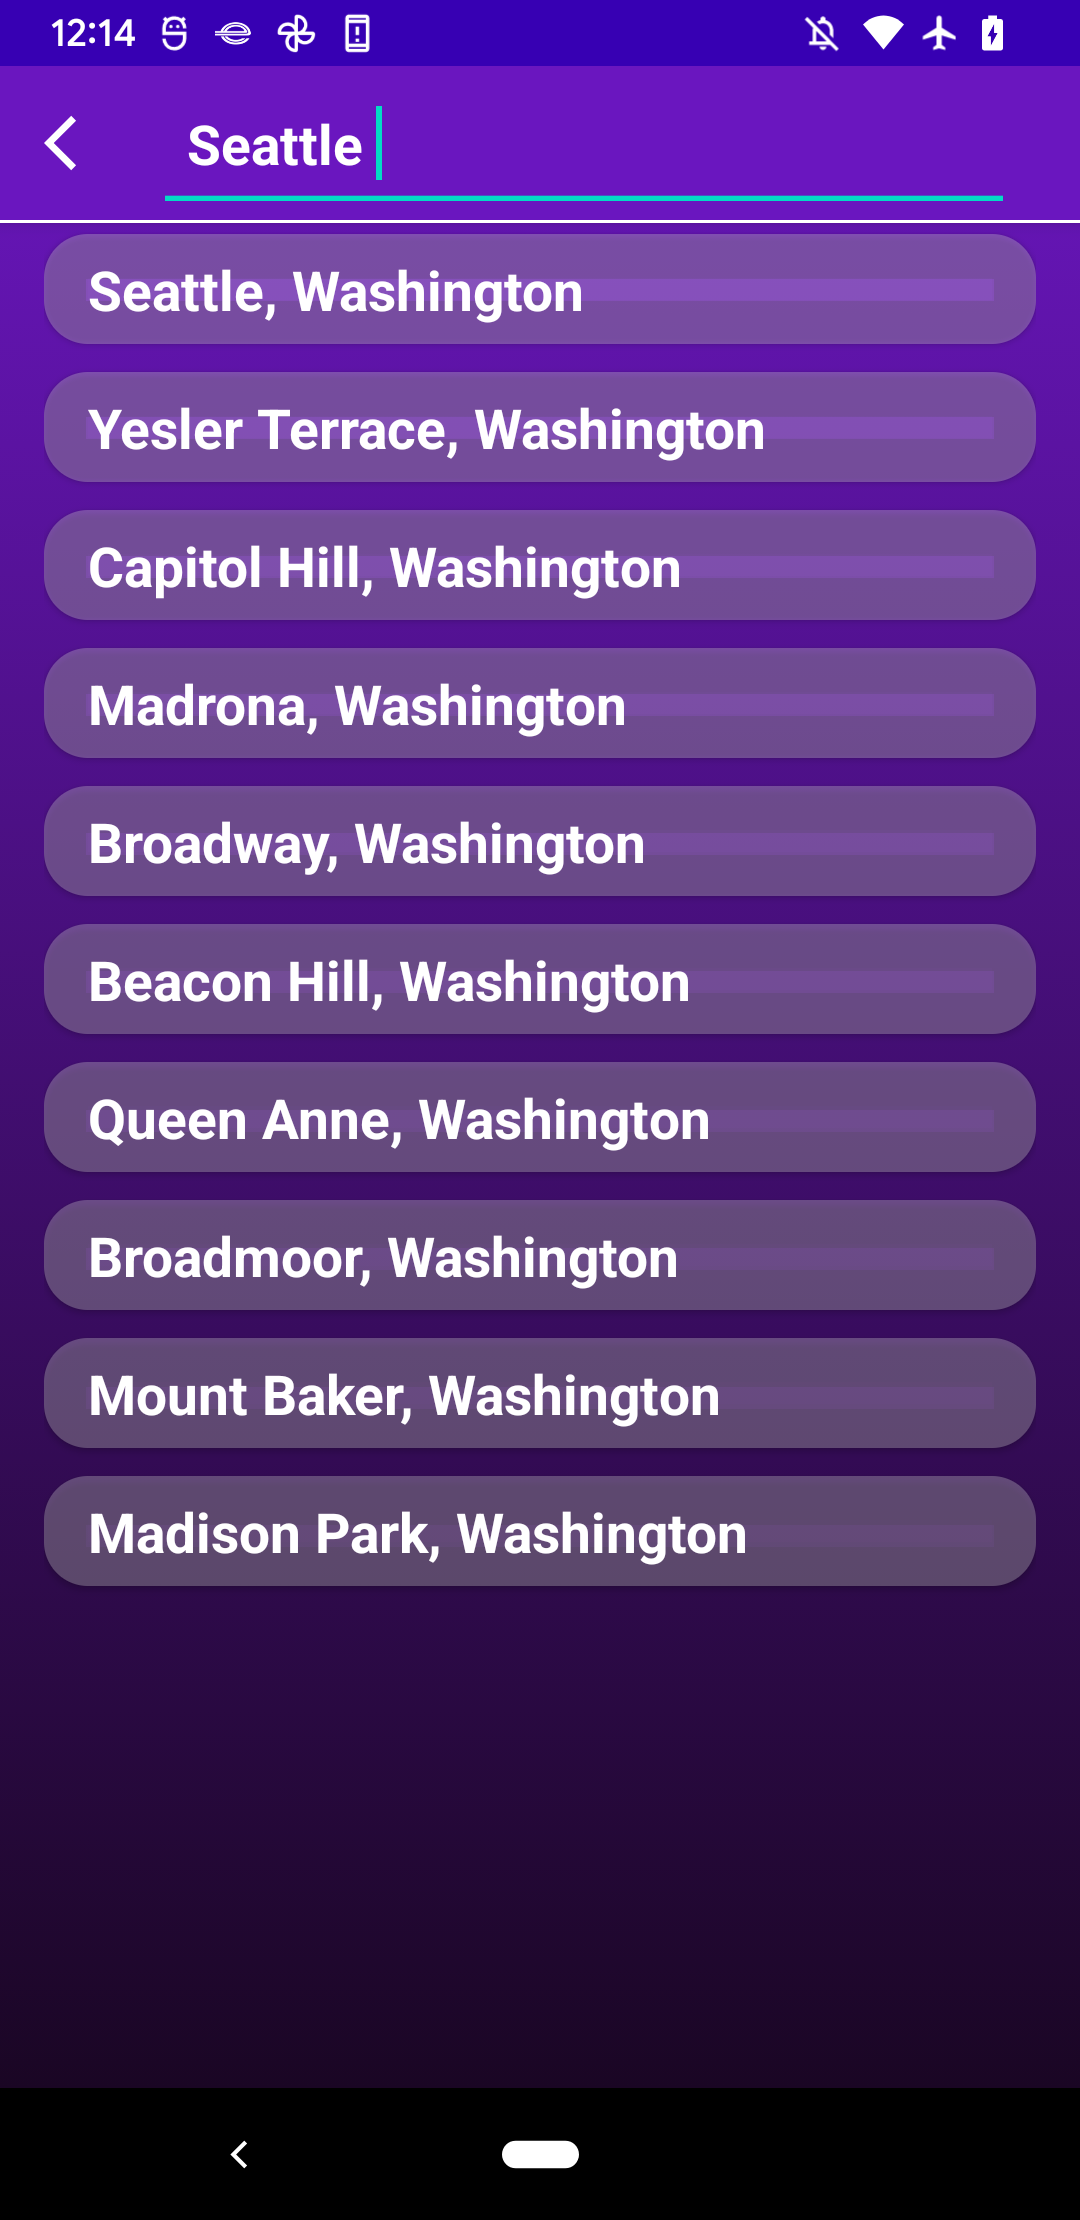 12:14
Seattle
Seattle, Washington
Yesler Terrace, Washington
Capitol Hill, Washington
Madrona, Washington
Broadway, Washington
Beacon Hill, Washington
Queen Anne, Washington
Broadmoor, Washington
Mount Baker, Washington
Madison Park, Washington